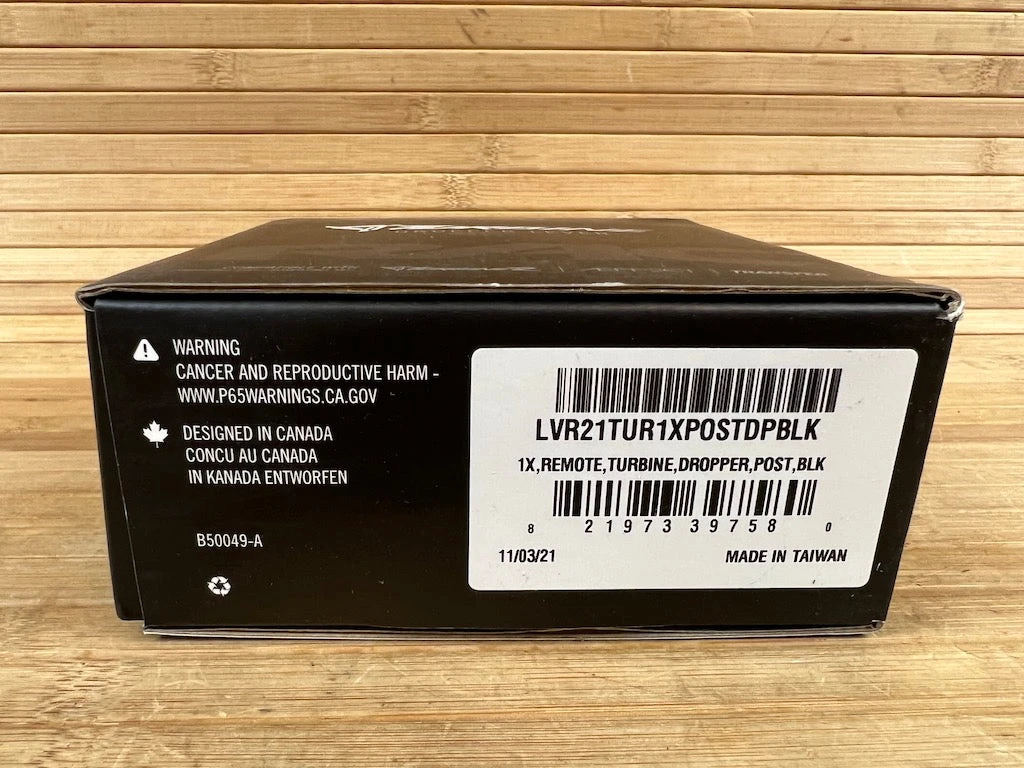 TRANSFER
WARNING
CANCER AND REPRODUCTIVE HARM -
WWW.P65WARNINGS.CA.GOV
DESIGNED IN CANADA
CONCU AU CANADA
IN KANADA ENTWORFEN
B50049-A
LVR21TUR1XPOSTDPBLK
1X,REMOTE,TURBINE,DROPPER,POST,BLK
8 21973 39758 0
11/03/21
MADE IN TAIWAN